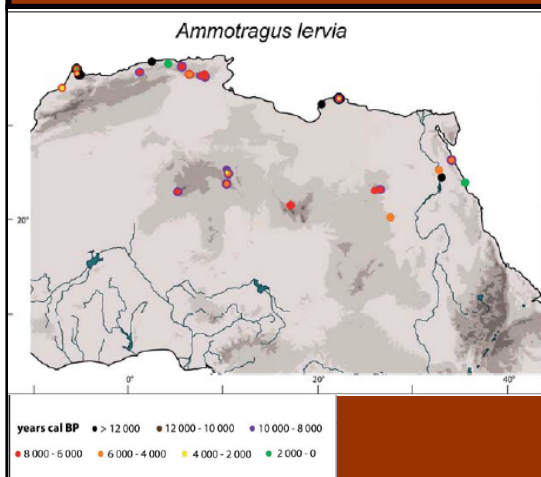 Ammotragus lervia
20°
0° 20° 40°
years cal BP > 12 000 12 000 - 10 000 10 000 - 8 000
8 000 - 6 000 6 000 - 4 000 4 000 - 2 000 2 000 - 0